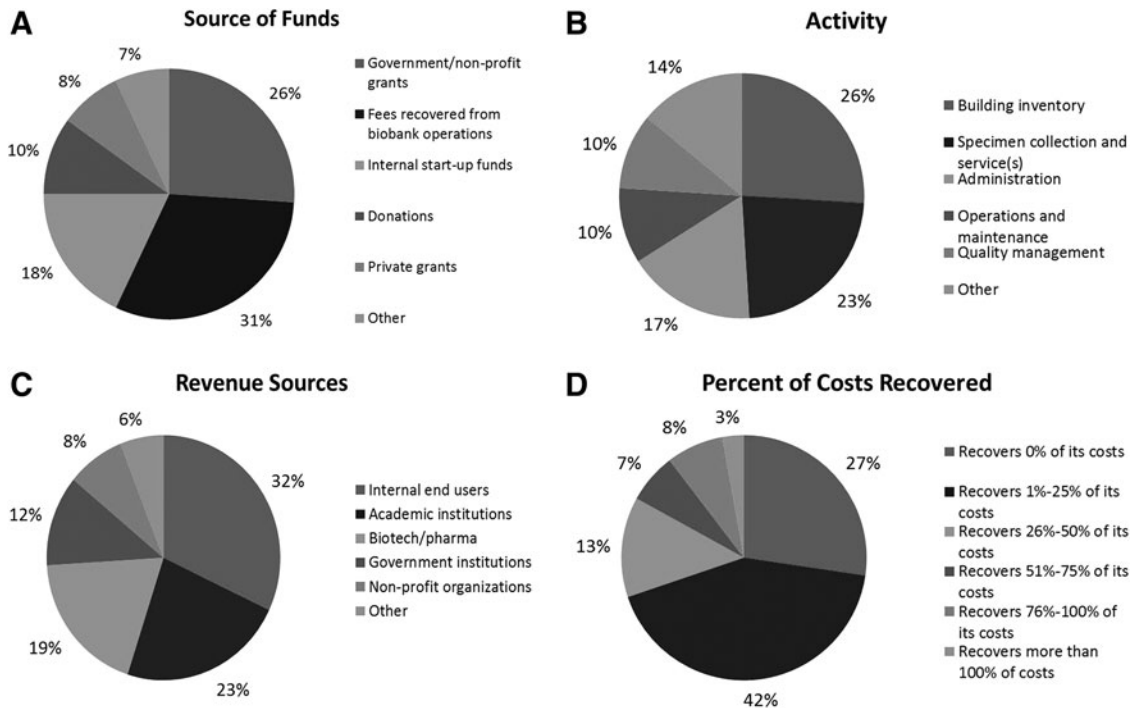 A
Source of Funds
7%
8%
10%
18%
31%
26%
Government/non-profit
grants
Fees recovered from
biobank operations
Internal start-up funds
Donations
Private grants
Other
B
Activity
14%
10%
10%
17%
23%
26%
Building inventory
Specimen collection and
service(s)
Administration
Operations and
maintenance
Quality management
Other
C
Revenue Sources
6%
8%
12%
19%
23%
32%
Internal end users
Academic institutions
Biotech/pharma
Government institutions
Non-profit organizations
Other
D
Percent of Costs Recovered
3%
8%
7%
13%
42%
27%
Recovers 0% of its costs
Recovers 1%-25% of its
costs
Recovers 26%-50% of its
costs
Recovers 51%-75% of its
costs
Recovers 76%-100% of
its costs
Recovers more than
100% of costs